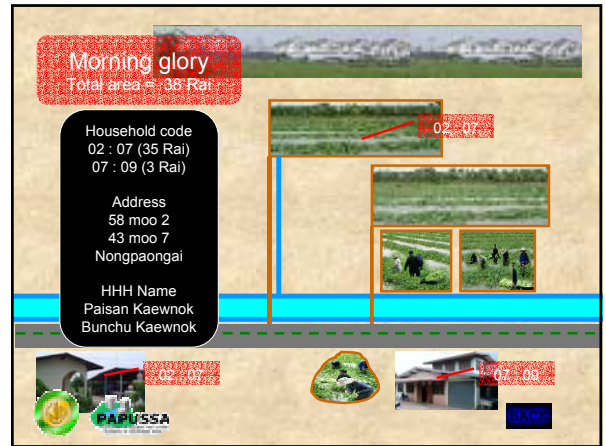 Morning glory
Total area = 38 Rai
Household code
02 : 07 (35 Rai)
07 : 09 (3 Rai)
Address
58 moo 2
43 moo 7
Nongpaongai
HHH Name
Paisan Kaewnok
Bunchu Kaewnok
02 : 07
02 : 07
07 : 09
PAPUSSA
BACK